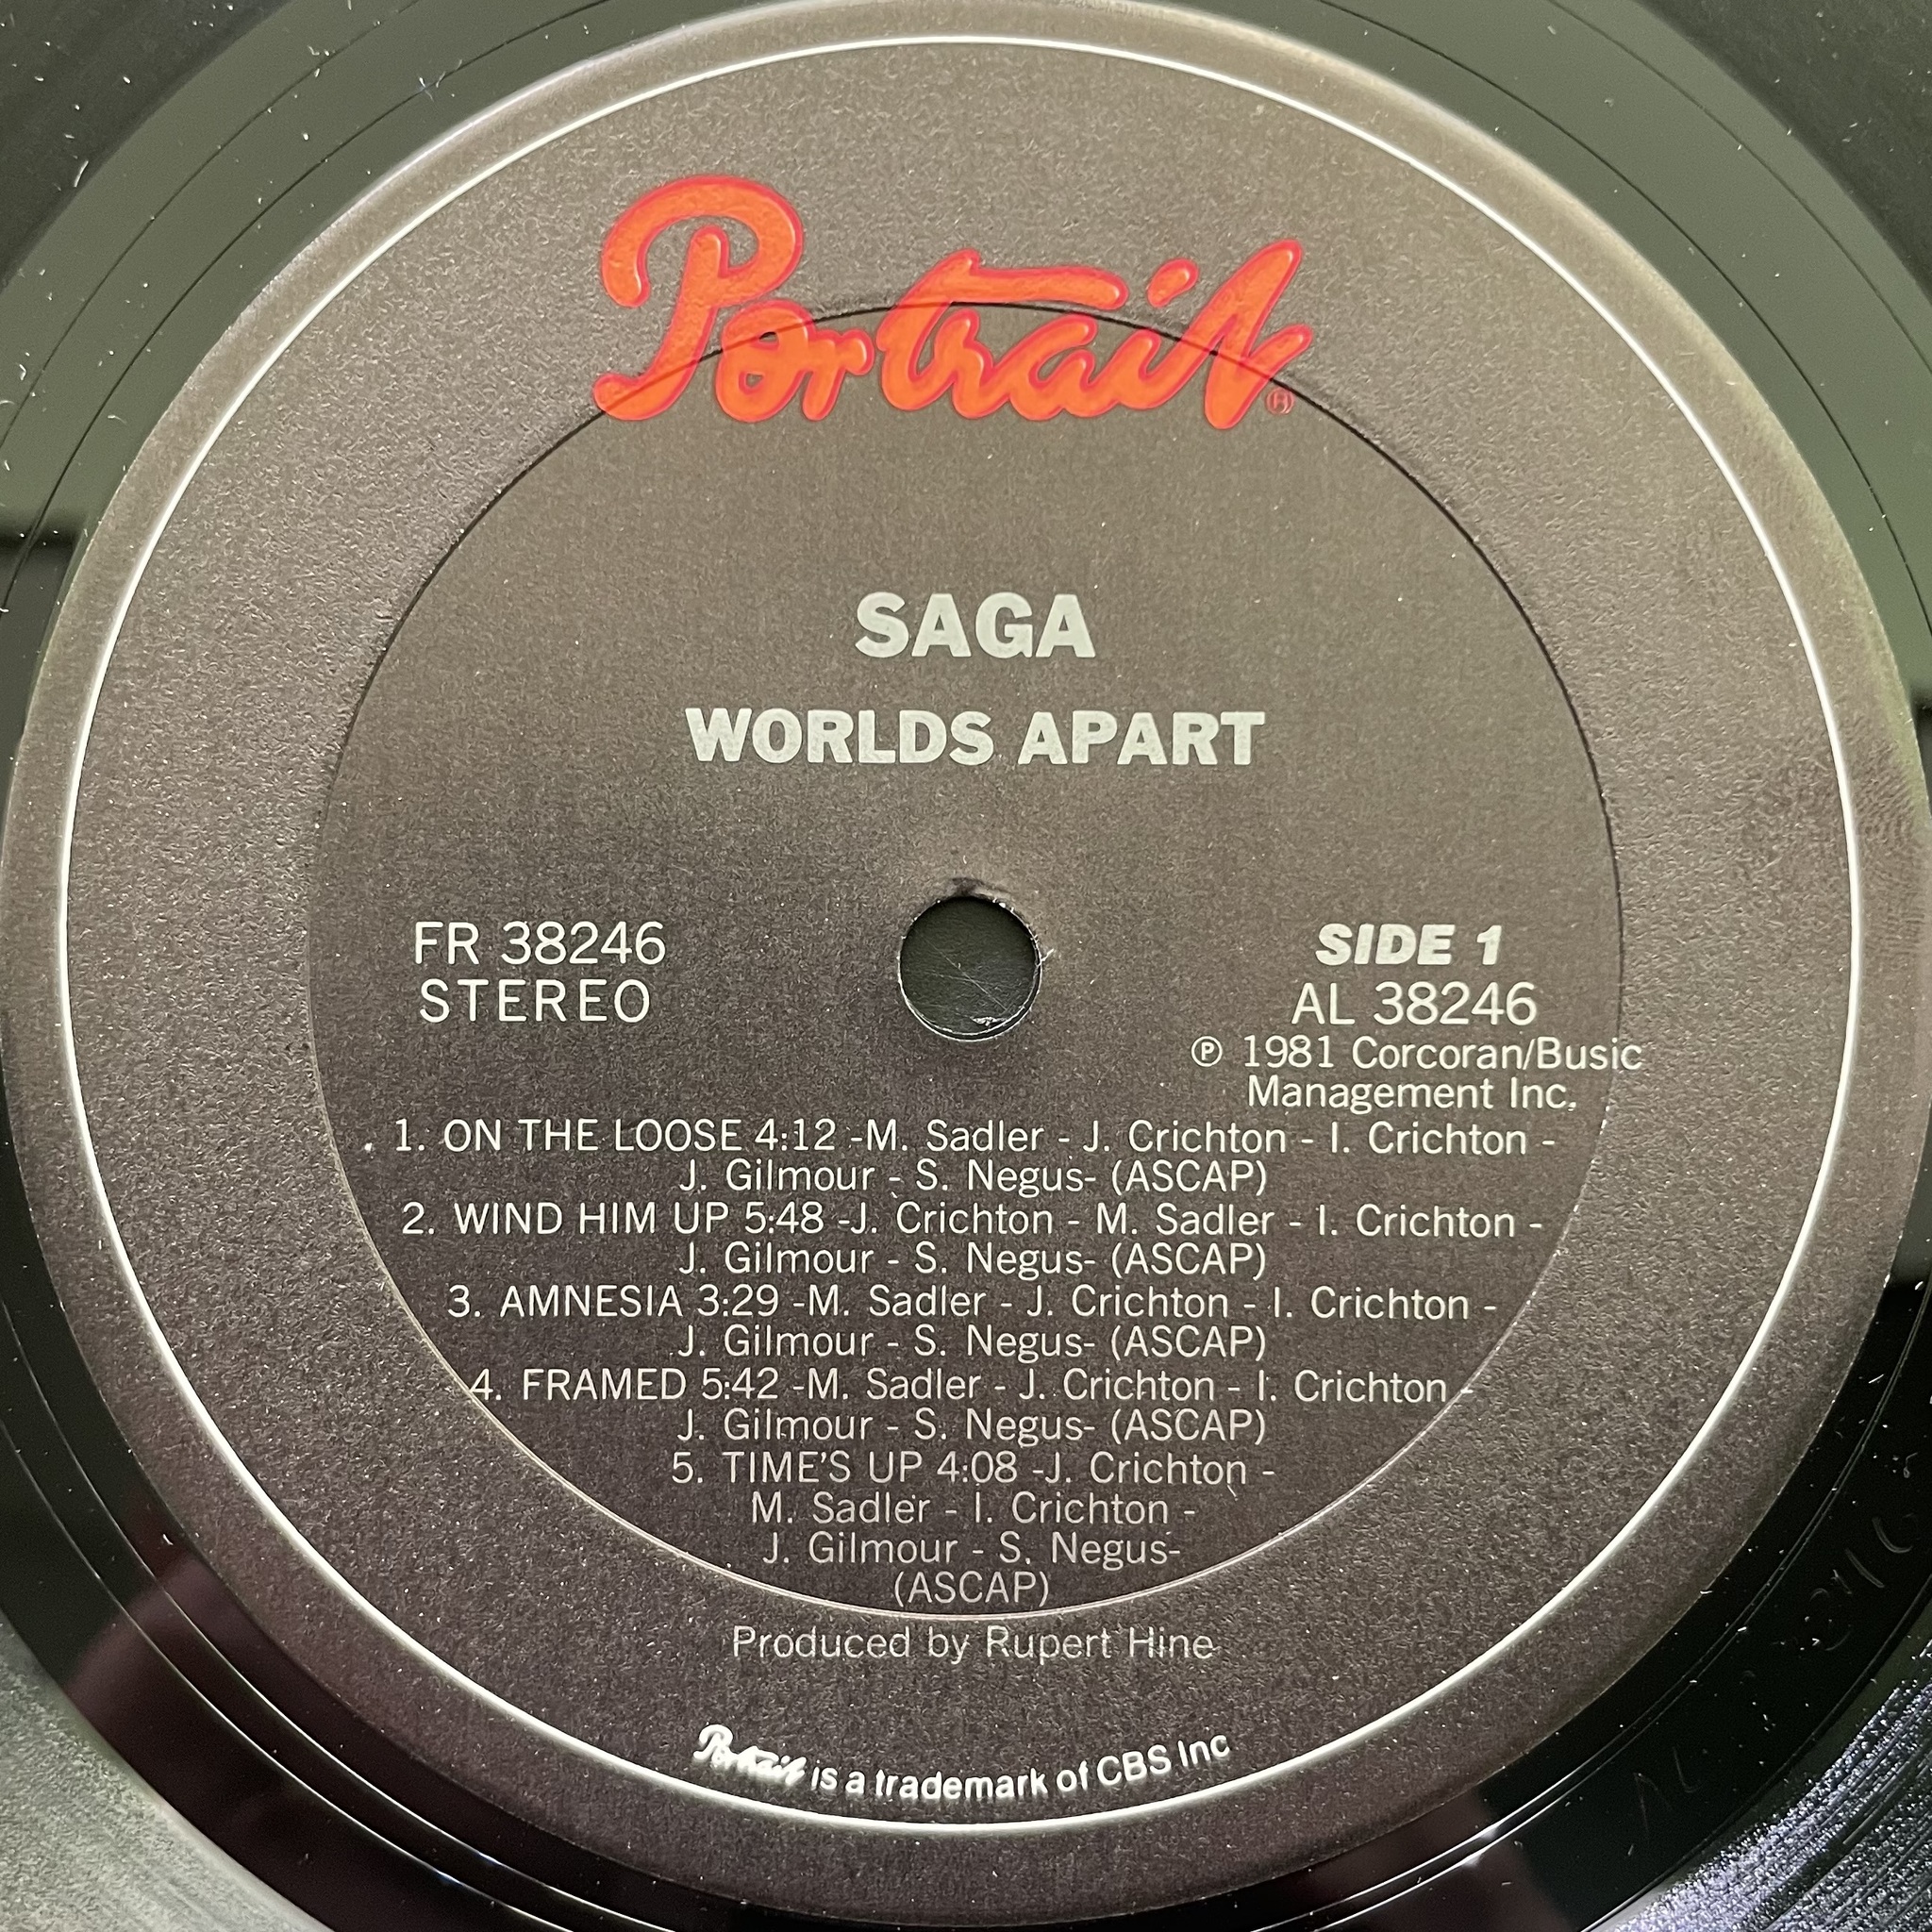 Portrait ®
SAGA
WORLDS APART
FR 38246
STEREO
SIDE 1
AL 38246
℗ 1981 Corcoran/Busic
Management Inc.
1. ON THE LOOSE 4:12 -M. Sadler - J. Crichton - I. Crichton -
J. Gilmour - S. Negus- (ASCAP)
2. WIND HIM UP 5:48 -J. Crichton - M. Sadler - I. Crichton -
J. Gilmour - S. Negus- (ASCAP)
3. AMNESIA 3:29 -M. Sadler - J. Crichton - I. Crichton -
J. Gilmour - S. Negus- (ASCAP)
4. FRAMED 5:42 -M. Sadler - J. Crichton - I. Crichton -
J. Gilmour - S. Negus- (ASCAP)
5. TIME'S UP 4:08 -J. Crichton -
M. Sadler - I. Crichton -
J. Gilmour - S. Negus-
(ASCAP)
Produced by Rupert Hine
Portrait is a trademark of CBS Inc